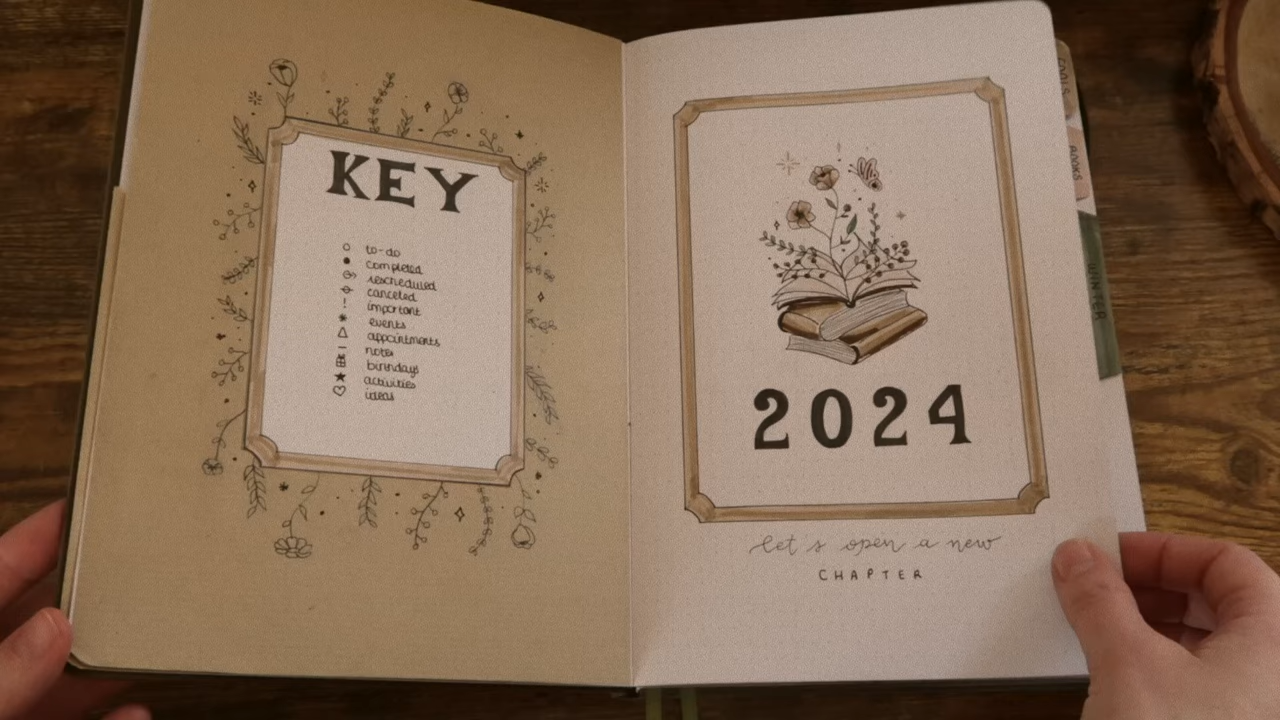 KEY
to-do
completed
rescheduled
canceled
important
events
appointments
notes
birthdays
activities
ideas
2024
let's open a new
CHAPTER
GOALS
BOOKS
WINTER